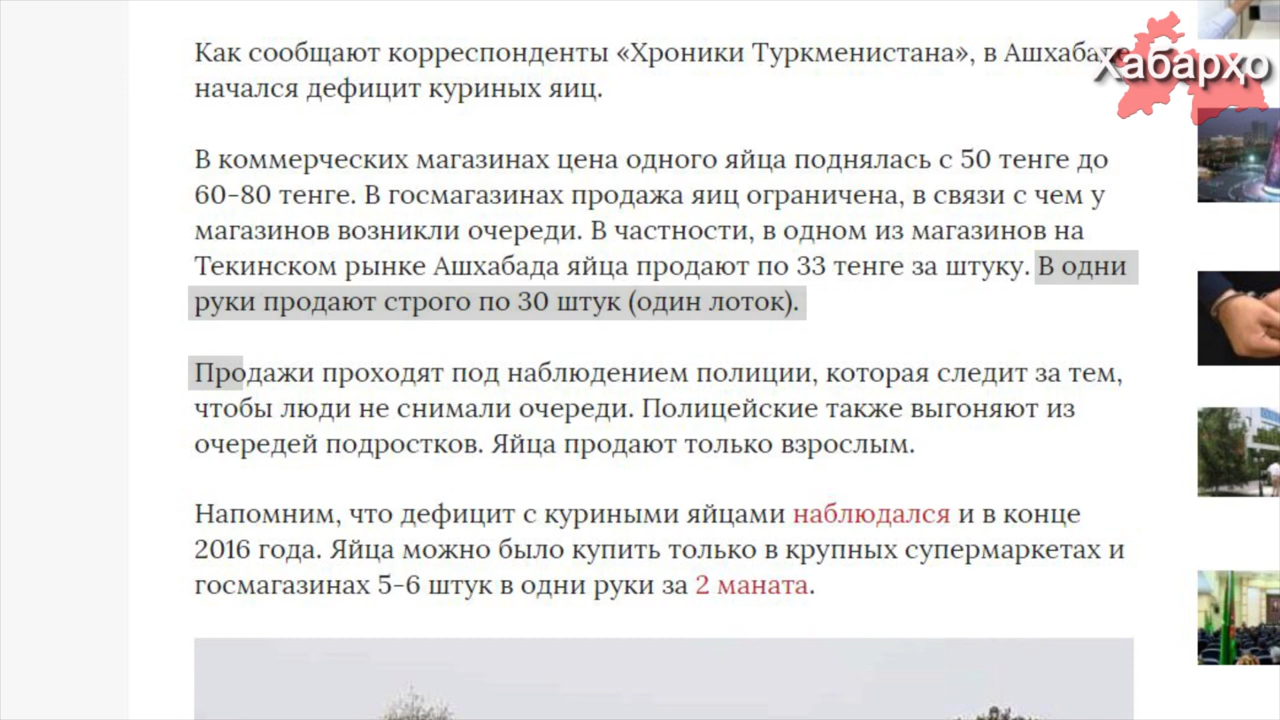 Как сообщают корреспонденты «Хроники Туркменистана», в Ашхабаде
начался дефицит куриных яиц.
В коммерческих магазинах цена одного яйца поднялась с 50 тенге до
60-80 тенге. В госмагазинах продажа яиц ограничена, в связи с чем у
магазинов возникли очереди. В частности, в одном из магазинов на
Текинском рынке Ашхабада яйца продают по 33 тенге за штуку. В одни
руки продают строго по 30 штук (один лоток).
Продажи проходят под наблюдением полиции, которая следит за тем,
чтобы люди не снимали очереди. Полицейские также выгоняют из
очередей подростков. Яйца продают только взрослым.
Напомним, что дефицит с куриными яйцами наблюдался и в конце
2016 года. Яйца можно было купить только в крупных супермаркетах и
госмагазинах 5-6 штук в одни руки за 2 маната.
Хабарҳо